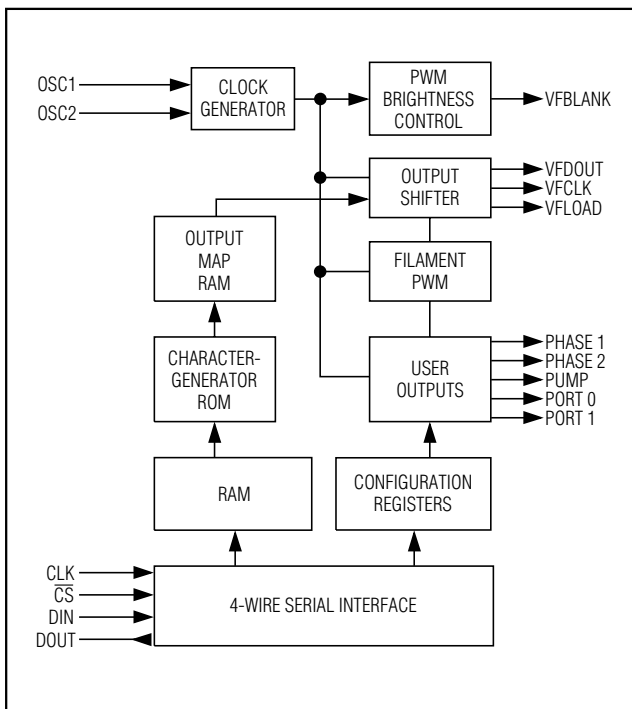 OSC1
OSC2
CLOCK
GENERATOR
PWM
BRIGHTNESS
CONTROL
VFBLANK
OUTPUT
SHIFTER
VFDOUT
VFCLK
VFLOAD
OUTPUT
MAP
RAM
FILAMENT
PWM
CHARACTER-
GENERATOR
ROM
USER
OUTPUTS
PHASE 1
PHASE 2
PUMP
PORT 0
PORT 1
RAM
CONFIGURATION
REGISTERS
CLK
C̅S̅
DIN
DOUT
4-WIRE SERIAL INTERFACE